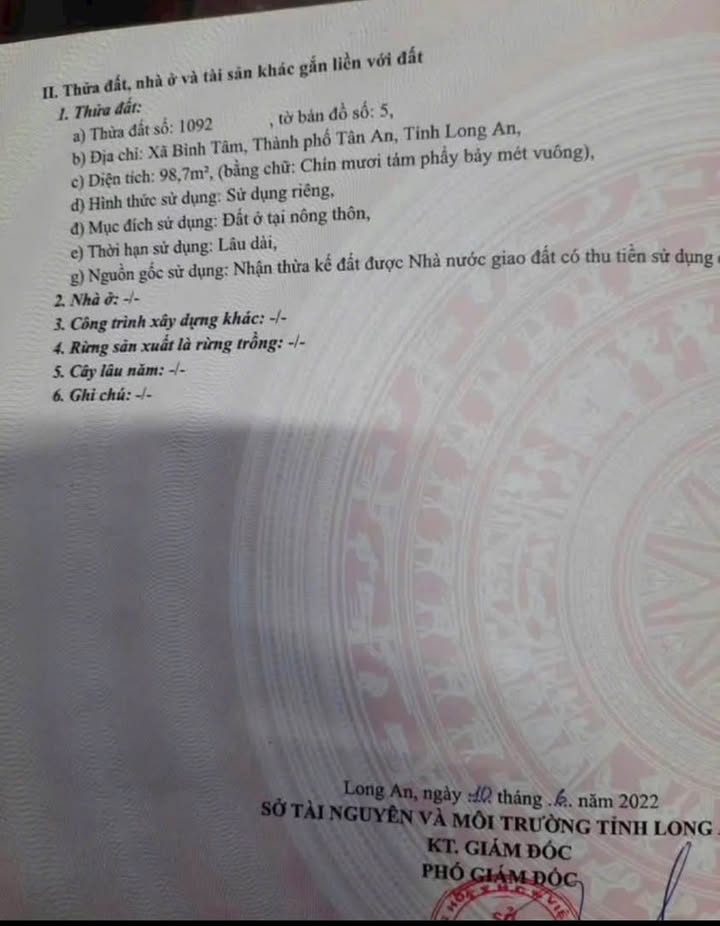 II. Thửa đất, nhà ở và tài sản khác gắn liền với đất
1. Thửa đất:
a) Thửa đất số: 1092 , tờ bản đồ số: 5,
b) Địa chỉ: Xã Bình Tâm, Thành phố Tân An, Tỉnh Long An,
c) Diện tích: 98,7m², (bằng chữ: Chín mươi tám phẩy bảy mét vuông),
d) Hình thức sử dụng: Sử dụng riêng,
đ) Mục đích sử dụng: Đất ở tại nông thôn,
e) Thời hạn sử dụng: Lâu dài,
g) Nguồn gốc sử dụng: Nhận thừa kế đất được Nhà nước giao đất có thu tiền sử dụng
2. Nhà ở: -/-
3. Công trình xây dựng khác: -/-
4. Rừng sản xuất là rừng trồng: -/-
5. Cây lâu năm: -/-
6. Ghi chú: -/-
Long An, ngày 10 tháng .6. năm 2022
SỞ TÀI NGUYÊN VÀ MÔI TRƯỜNG TỈNH LONG
KT. GIÁM ĐỐC
PHÓ GIÁM ĐỐC
SỞ